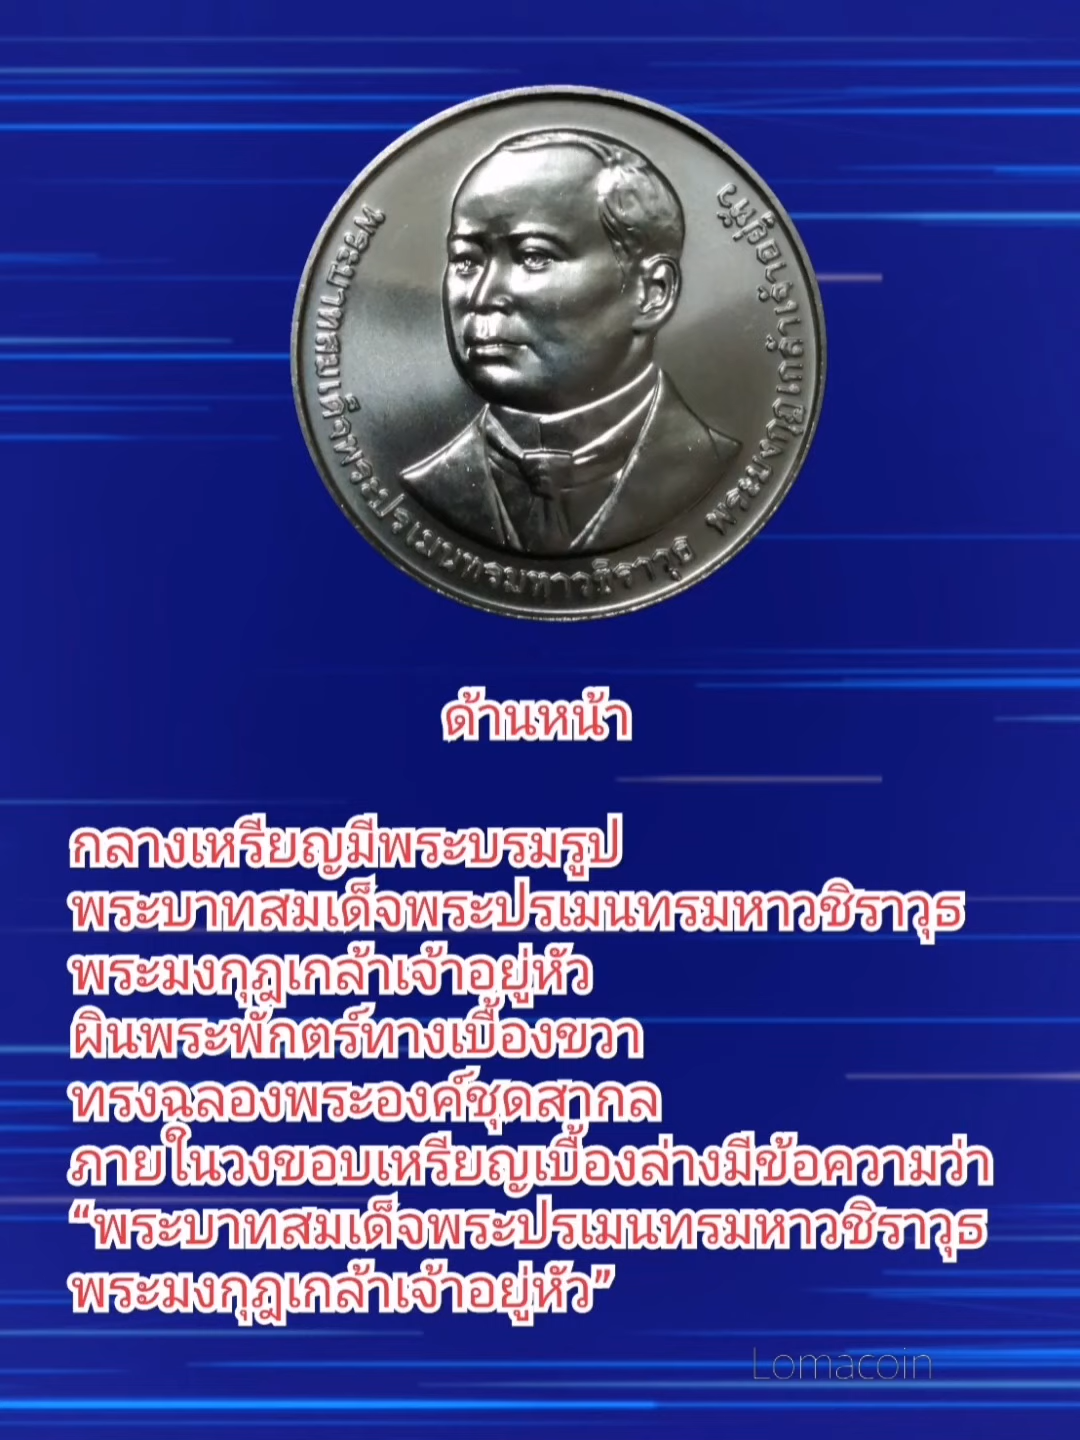 พระบาทสมเด็จพระปรเมนทรมหาวชิราวุธ พระมงกุฎเกล้าเจ้าอยู่หัว
ด้านหน้า
กลางเหรียญมีพระบรมรูป
พระบาทสมเด็จพระปรเมนทรมหาวชิราวุธ
พระมงกุฎเกล้าเจ้าอยู่หัว
ผินพระพักตร์ทางเบื้องขวา
ทรงฉลองพระองค์ชุดสากล
ภายในวงขอบเหรียญเบื้องล่างมีข้อความว่า
“พระบาทสมเด็จพระปรเมนทรมหาวชิราวุธ
พระมงกุฎเกล้าเจ้าอยู่หัว”
Lomacoin